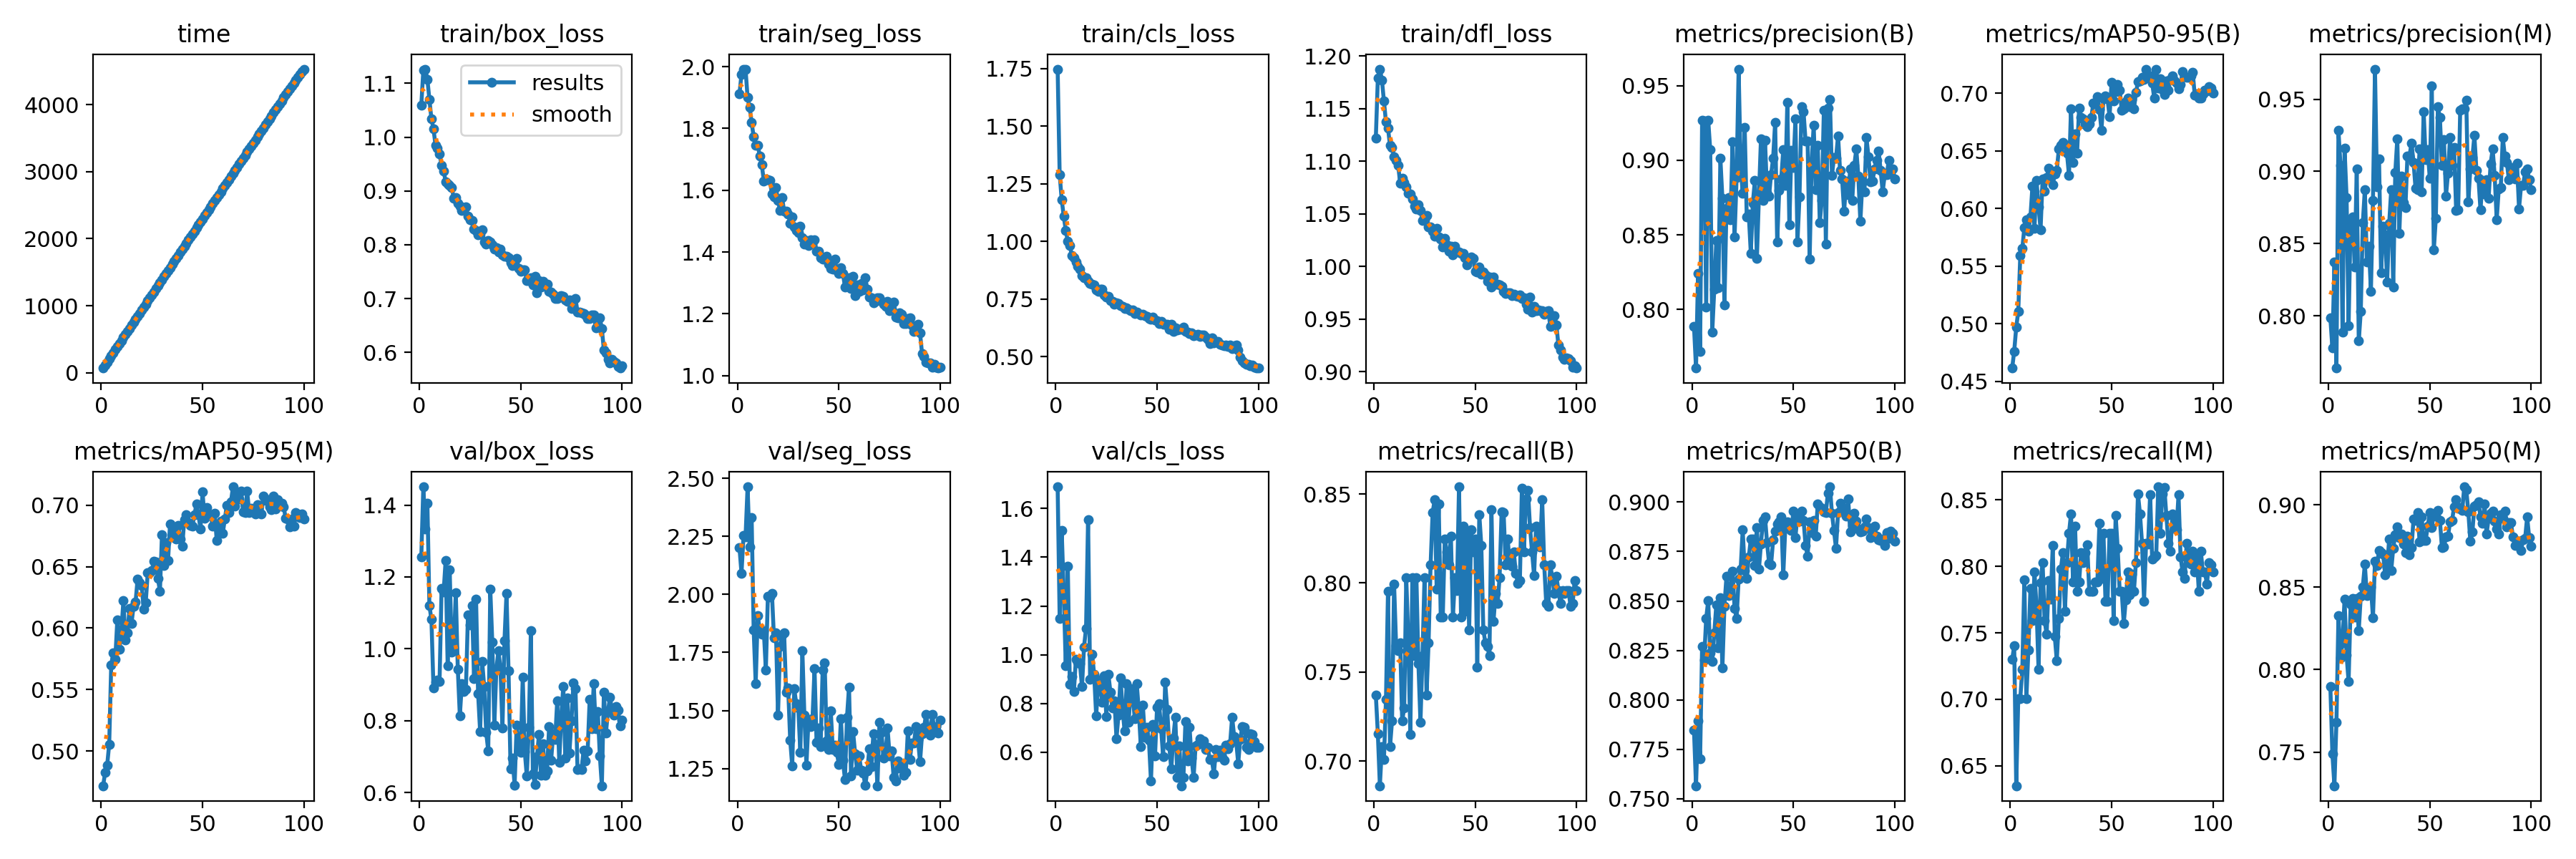 time
4000
3000
2000
1000
0
0 50 100
train/box_loss
results
smooth
1.1
1.0
0.9
0.8
0.7
0.6
0 50 100
train/seg_loss
2.0
1.8
1.6
1.4
1.2
1.0
0 50 100
train/cls_loss
1.75
1.50
1.25
1.00
0.75
0.50
0 50 100
train/dfl_loss
1.20
1.15
1.10
1.05
1.00
0.95
0.90
0 50 100
metrics/precision(B)
0.95
0.90
0.85
0.80
0 50 100
metrics/mAP50-95(B)
0.70
0.65
0.60
0.55
0.50
0.45
0 50 100
metrics/precision(M)
0.95
0.90
0.85
0.80
0 50 100
metrics/mAP50-95(M)
0.70
0.65
0.60
0.55
0.50
0 50 100
val/box_loss
1.4
1.2
1.0
0.8
0.6
0 50 100
val/seg_loss
2.50
2.25
2.00
1.75
1.50
1.25
0 50 100
val/cls_loss
1.6
1.4
1.2
1.0
0.8
0.6
0 50 100
metrics/recall(B)
0.85
0.80
0.75
0.70
0 50 100
metrics/mAP50(B)
0.900
0.875
0.850
0.825
0.800
0.775
0.750
0 50 100
metrics/recall(M)
0.85
0.80
0.75
0.70
0.65
0 50 100
metrics/mAP50(M)
0.90
0.85
0.80
0.75
0 50 100